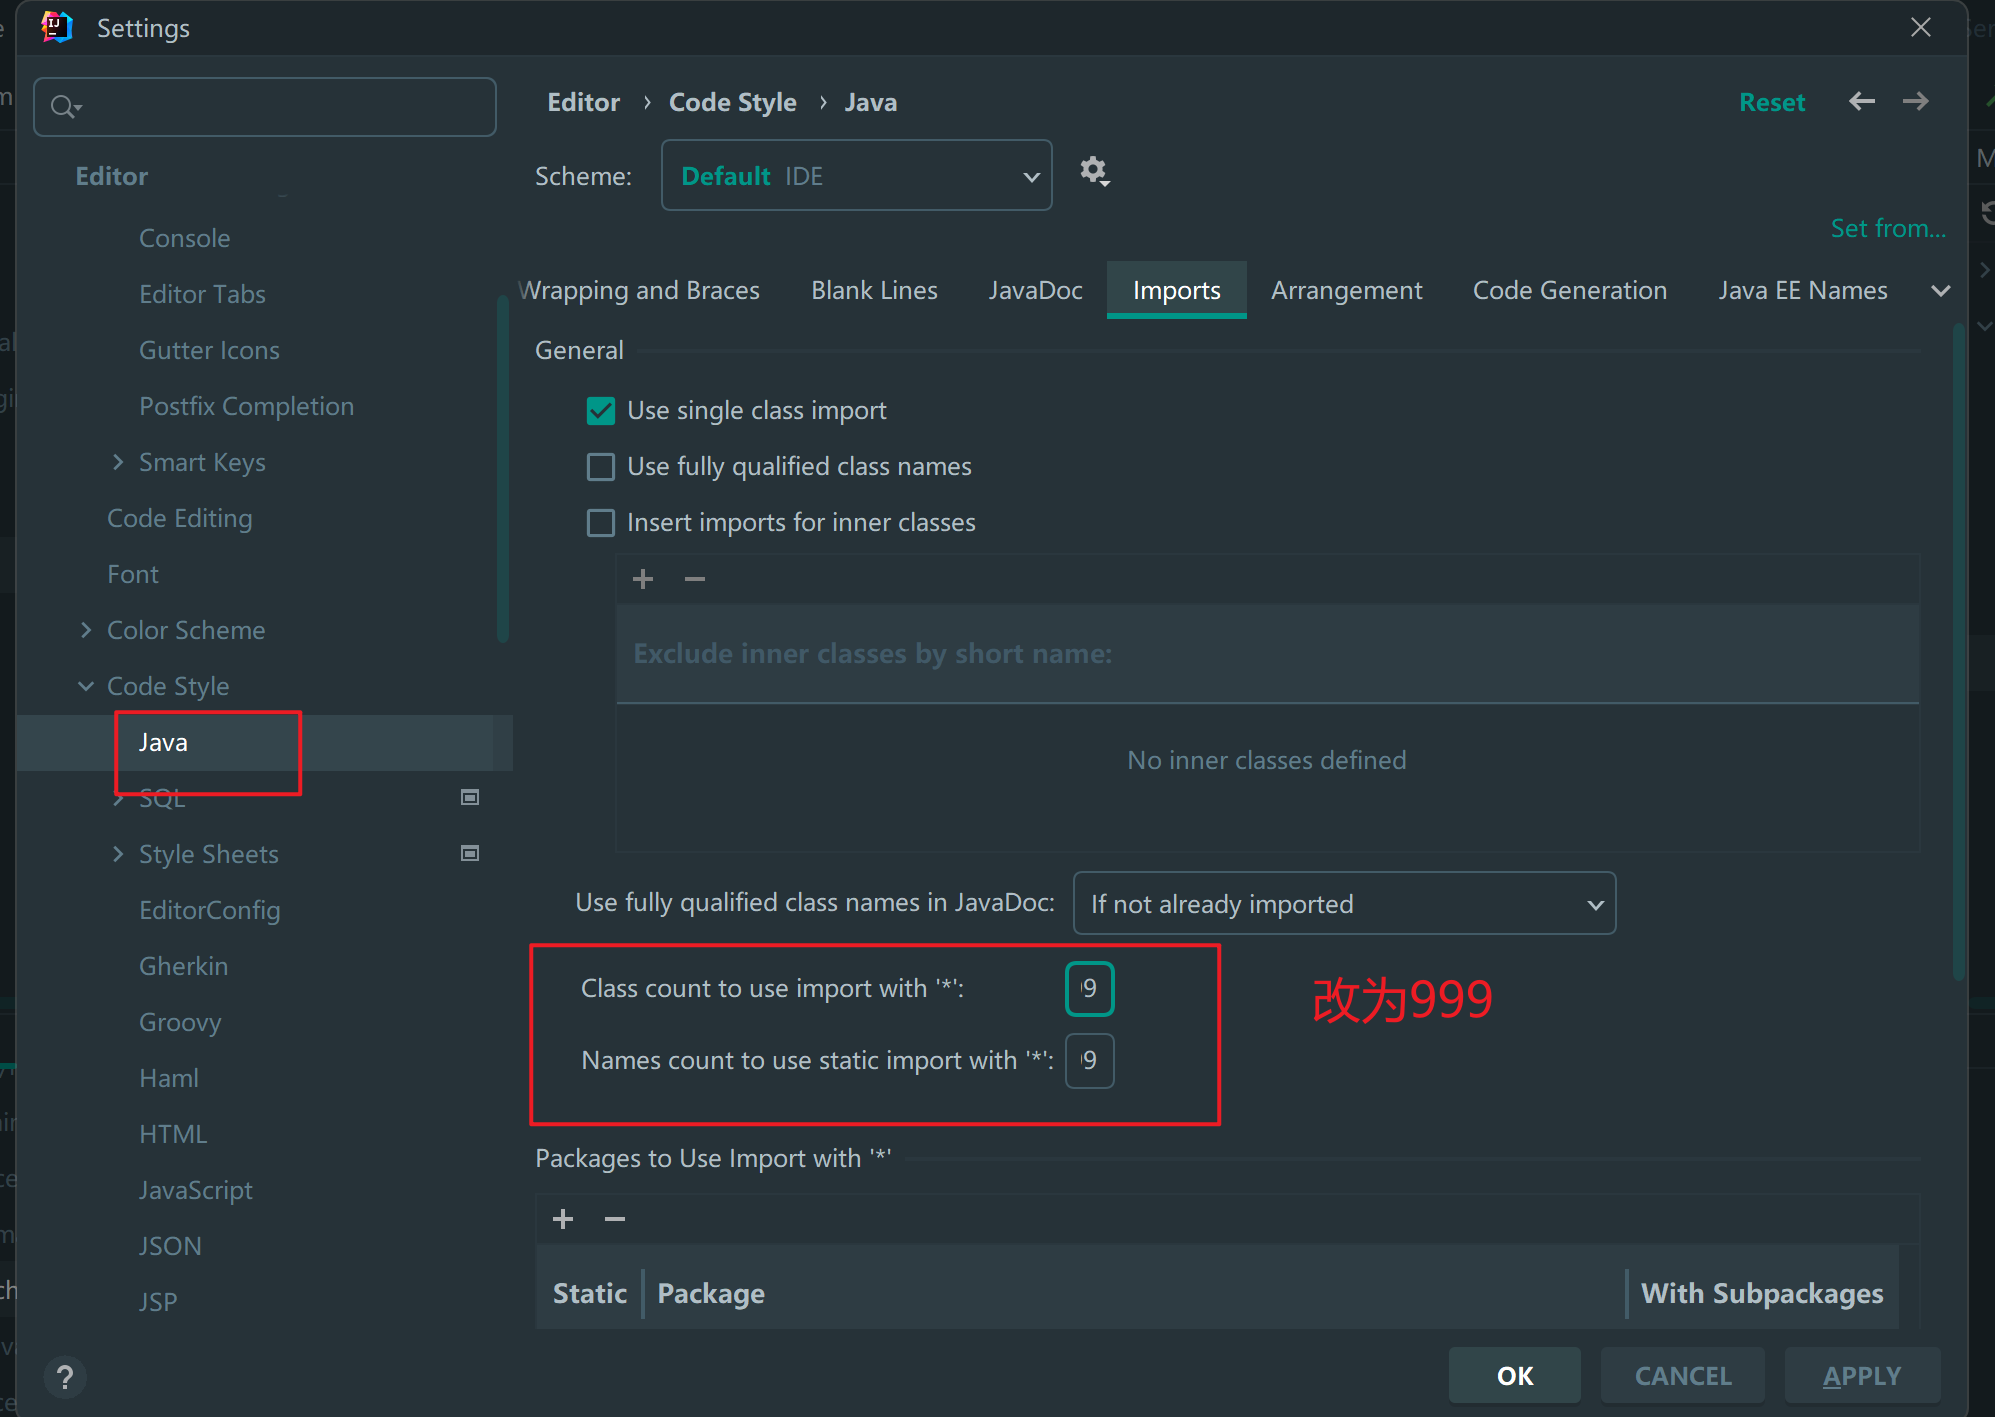 Settings
Editor
Console
Editor Tabs
Gutter Icons
Postfix Completion
Smart Keys
Code Editing
Font
Color Scheme
Code Style
Java
SQL
Style Sheets
EditorConfig
Gherkin
Groovy
Haml
HTML
JavaScript
JSON
JSP
?
Editor › Code Style › Java
Reset
Scheme: Default IDE
Set from...
Wrapping and Braces Blank Lines JavaDoc Imports Arrangement Code Generation Java EE Names
General
Use single class import
Use fully qualified class names
Insert imports for inner classes
Exclude inner classes by short name:
No inner classes defined
Use fully qualified class names in JavaDoc: If not already imported
Class count to use import with '*': 9
改为999
Names count to use static import with '*': 9
Packages to Use Import with '*'
Static Package With Subpackages
OK CANCEL APPLY